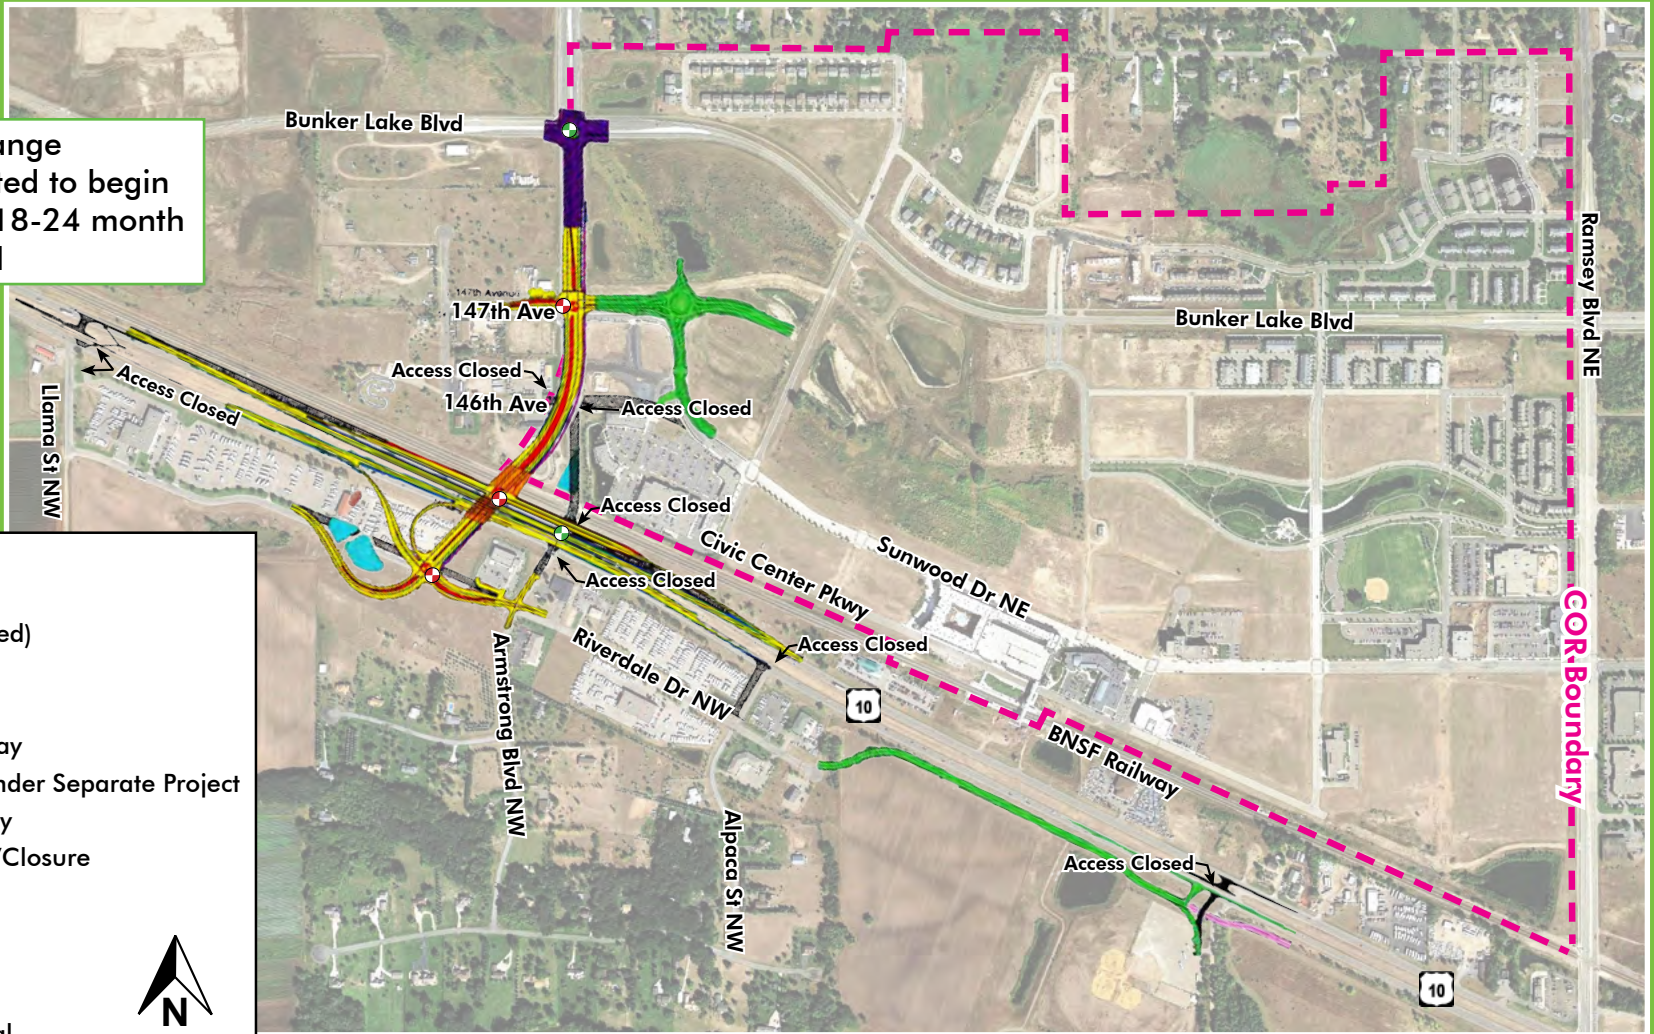 ange
ted to begin
18-24 month
Bunker Lake Blvd
147th Avenue
147th Ave
Access Closed
146th Ave
Access Closed
Access Closed
Llama St NW
Access Closed
Access Closed
Access Closed
Civic Center Pkwy
Sunwood Dr NE
Bunker Lake Blvd
Ramsey Blvd NE
COR Boundary
Armstrong Blvd NW
Riverdale Dr NW
10
BNSF Railway
Alpaca St NW
Access Closed
10
ed)
ay
nder Separate Project
y
/Closure
N